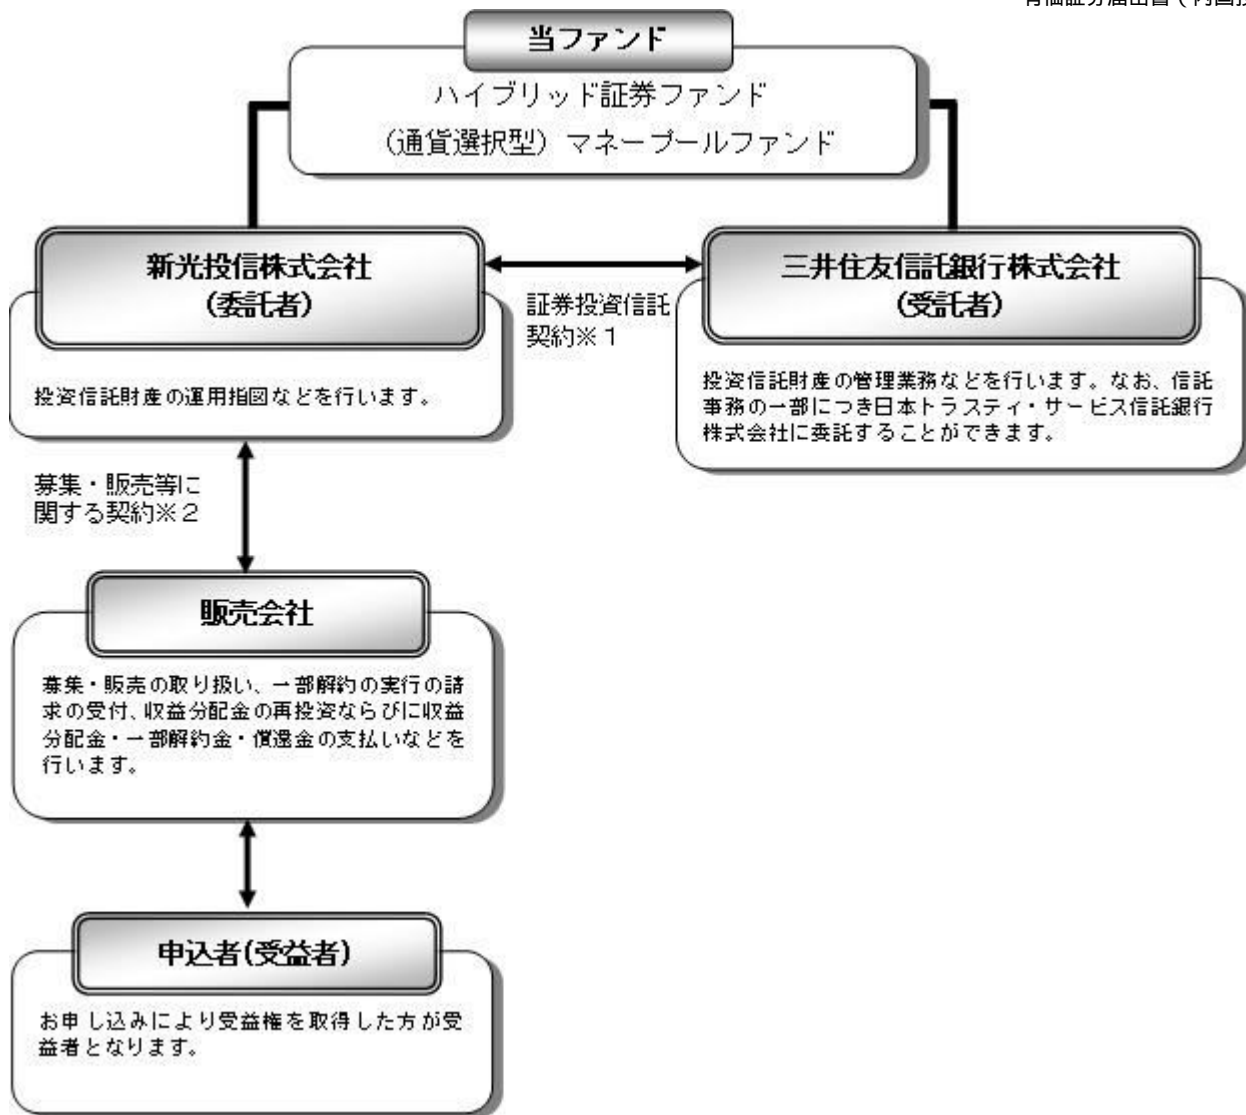 有価証券届出書(内国投
当ファンド
ハイブリッド証券ファンド
(通貨選択型)マネープールファンド
新光投信株式会社
(委託者)
投資信託財産の運用指図などを行います。
証券投資信託
契約※1
三井住友信託銀行株式会社
(受託者)
投資信託財産の管理業務などを行います。なお、信託
事務の一部につき日本トラスティ・サービス信託銀行
株式会社に委託することができます。
募集・販売等に
関する契約※2
販売会社
募集・販売の取り扱い、一部解約の実行の請
求の受付、収益分配金の再投資ならびに収益
分配金・一部解約金・償還金の支払いなどを
行います。
申込者(受益者)
お申し込みにより受益権を取得した方が受
益者となります。